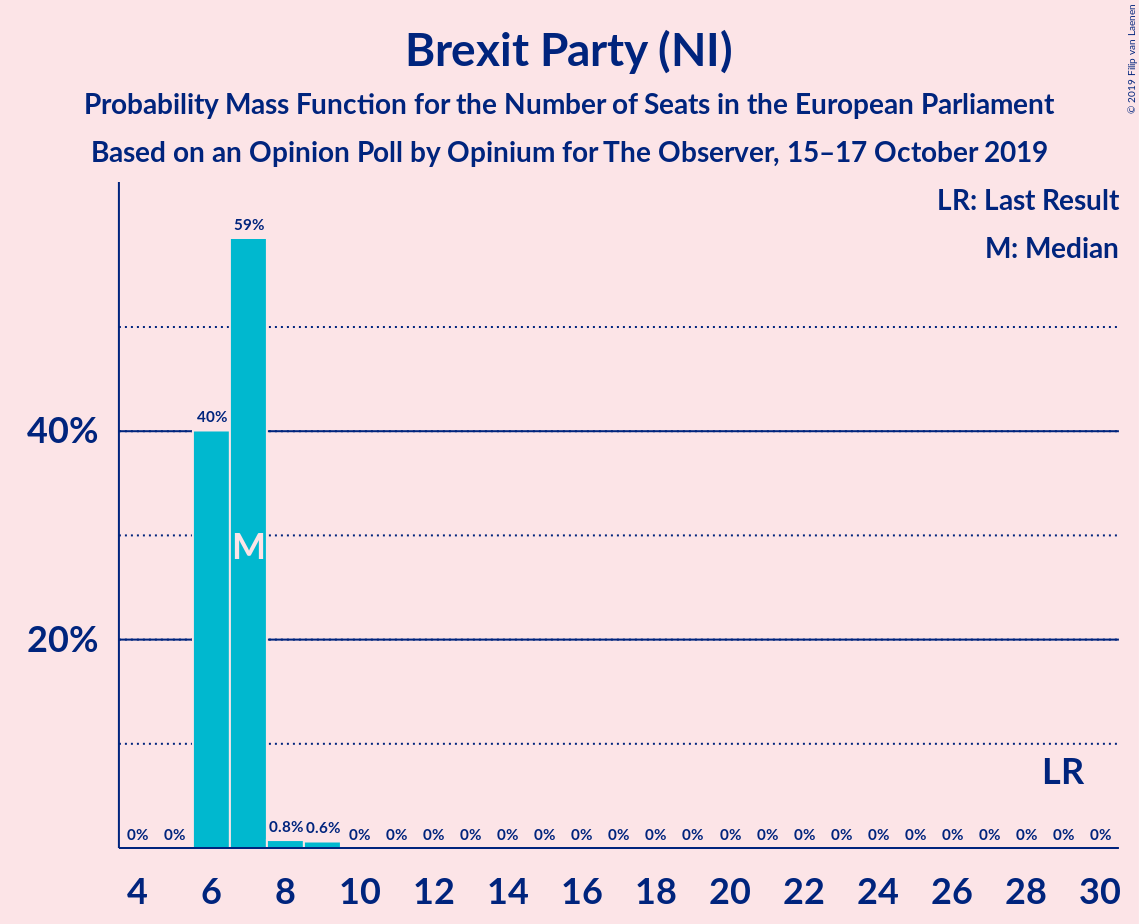 Brexit Party (NI)
Probability Mass Function for the Number of Seats in the European Parliament
Based on an Opinion Poll by Opinium for The Observer, 15–17 October 2019
© 2019 Filip van Laenen
LR: Last Result
M: Median
59%
40%
40%
M
20%
LR
0% 0% 0.8% 0.6% 0% 0% 0% 0% 0% 0% 0% 0% 0% 0% 0% 0% 0% 0% 0% 0% 0% 0% 0% 0% 0%
4 6 8 10 12 14 16 18 20 22 24 26 28 30